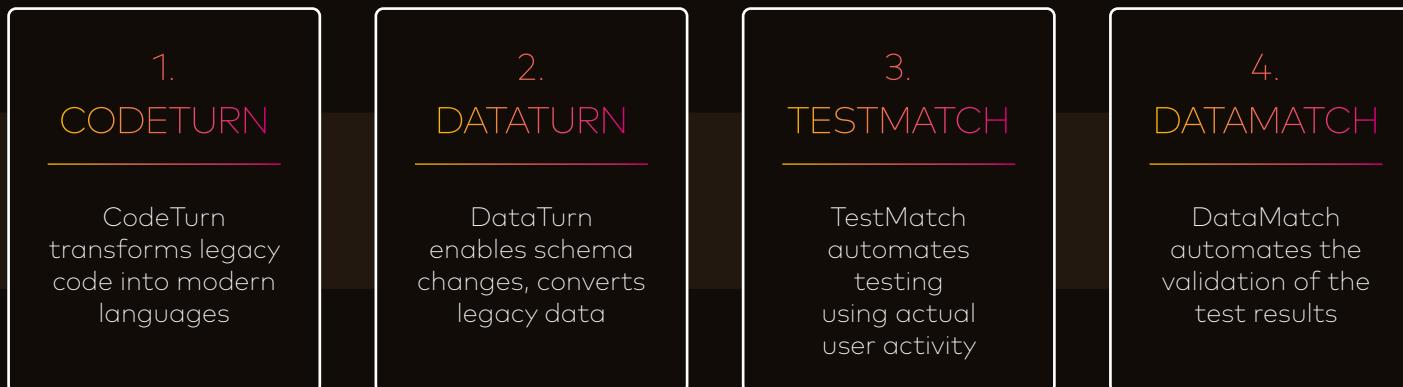 1.
CODETURN
CodeTurn
transforms legacy
code into modern
languages
2.
DATATURN
DataTurn
enables schema
changes, converts
legacy data
3.
TESTMATCH
TestMatch
automates
testing
using actual
user activity
4.
DATAMATCH
DataMatch
automates the
validation of the
test results